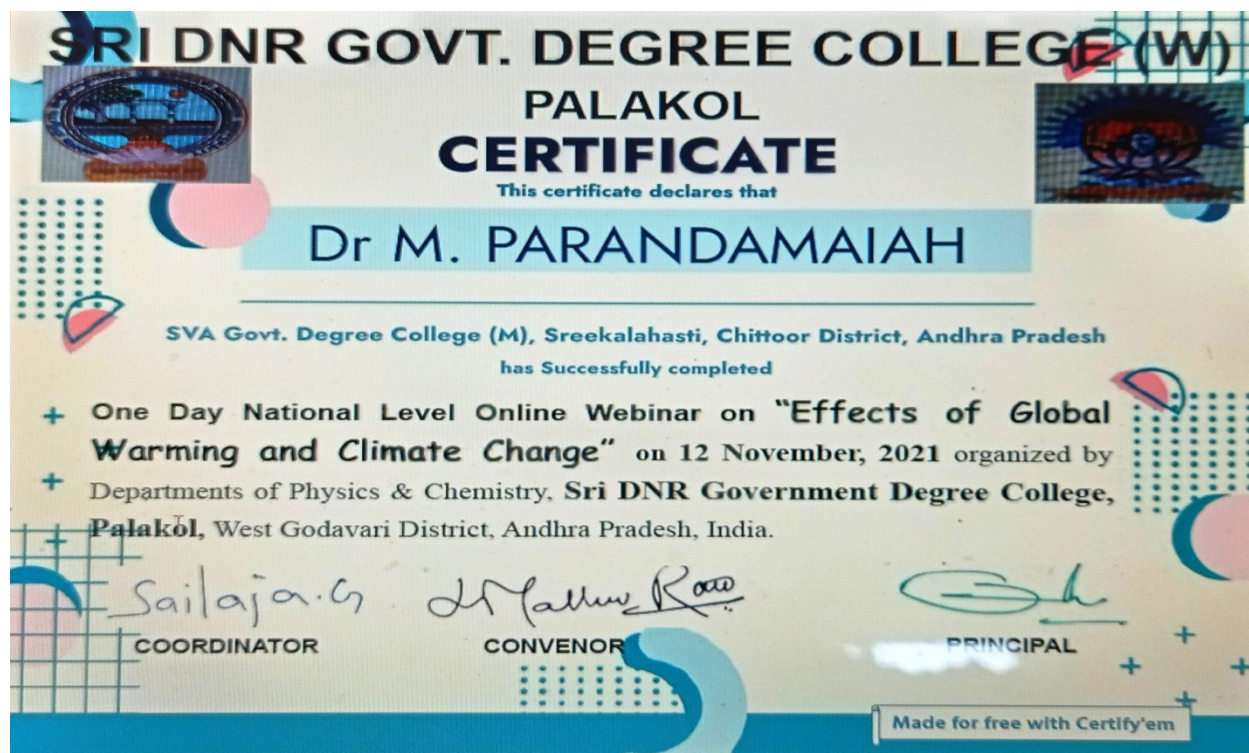 SRI DNR GOVT. DEGREE COLLEGE (W)
PALAKOL
CERTIFICATE
This certificate declares that
Dr M. PARANDAMAIAH
SVA Govt. Degree College (M), Sreekalahasti, Chittoor District, Andhra Pradesh
has Successfully completed
One Day National Level Online Webinar on “Effects of Global
Warming and Climate Change” on 12 November, 2021 organized by
Departments of Physics & Chemistry, Sri DNR Government Degree College,
Palakol, West Godavari District, Andhra Pradesh, India.
Sailaja.G
COORDINATOR CONVENOR PRINCIPAL
Made for free with Certify'em